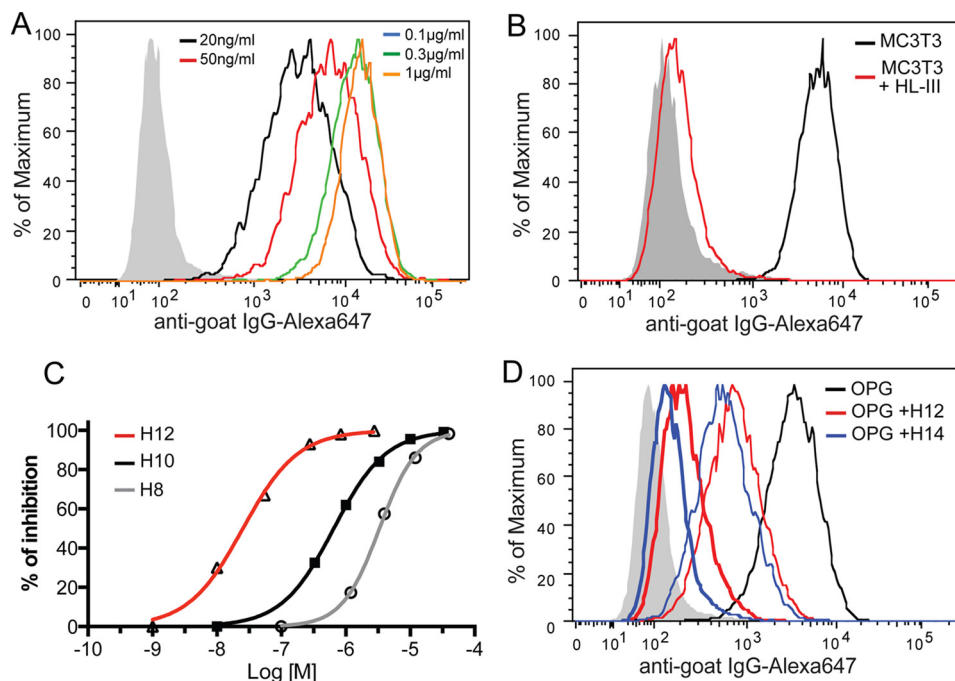 A
20ng/ml
50ng/ml
0.1µg/ml
0.3µg/ml
1µg/ml
100
80
60
40
20
0
% of Maximum
0 10¹ 10² 10³ 10⁴ 10⁵
anti-goat IgG-Alexa647
B
MC3T3
MC3T3
+ HL-III
100
80
60
40
20
0
% of Maximum
0 10¹ 10² 10³ 10⁴ 10⁵
anti-goat IgG-Alexa647
C
H12
H10
H8
100
80
60
40
20
0
% of inhibition
-10 -9 -8 -7 -6 -5 -4
Log [M]
D
OPG
OPG +H12
OPG +H14
100
80
60
40
20
0
% of Maximum
0 10¹ 10² 10³ 10⁴ 10⁵
anti-goat IgG-Alexa647